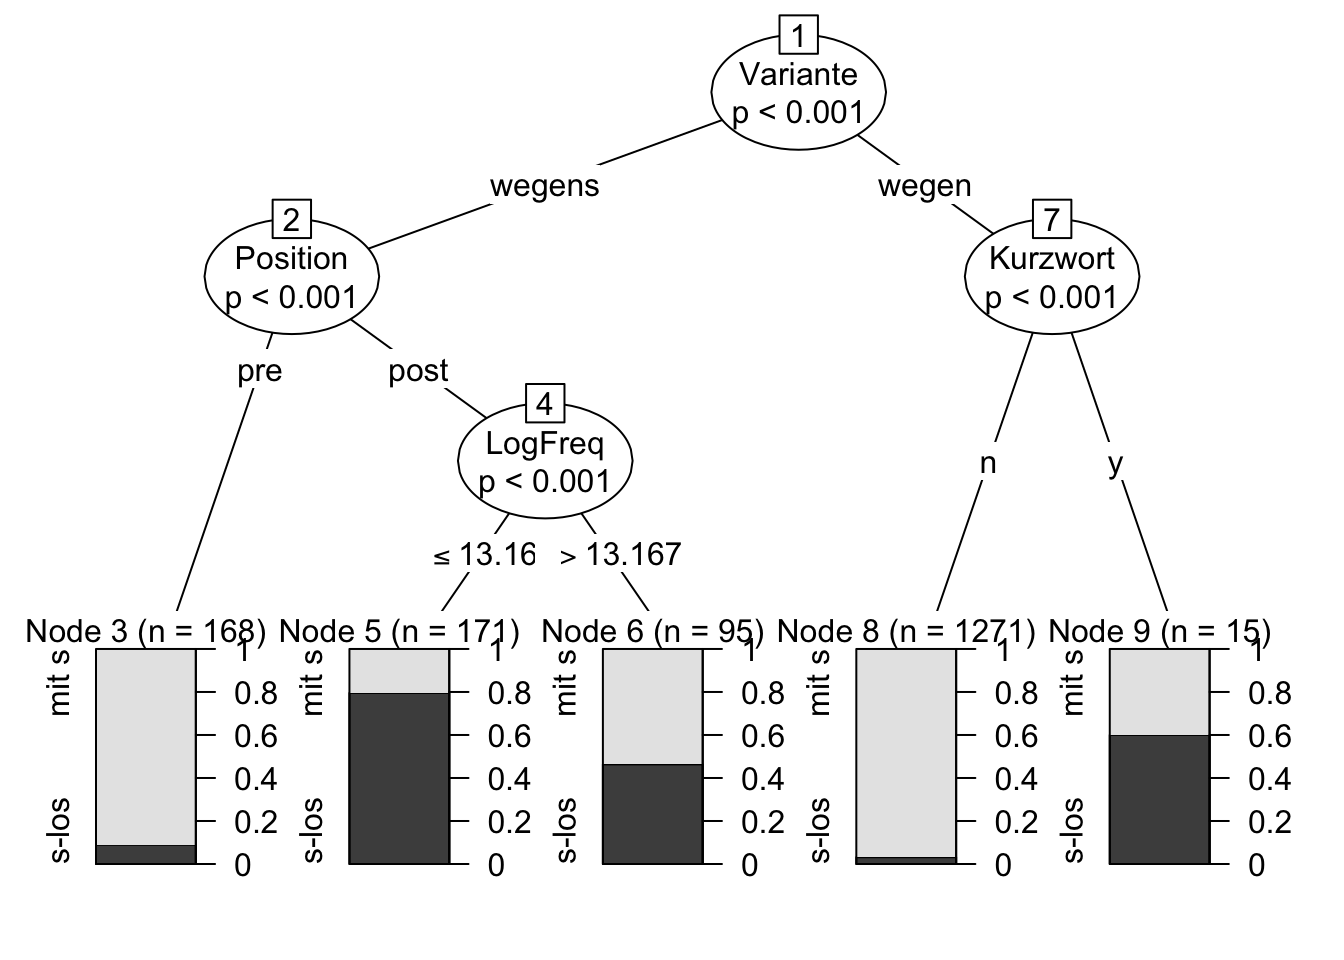 1
Variante
p < 0.001
wegens
wegen
2
Position
p < 0.001
7
Kurzwort
p < 0.001
pre
post
4
LogFreq
p < 0.001
n
y
≤ 13.16
> 13.167
Node 3 (n = 168)
mit s
s-los
1
0.8
0.6
0.4
0.2
0
Node 5 (n = 171)
mit s
s-los
1
0.8
0.6
0.4
0.2
0
Node 6 (n = 95)
mit s
s-los
1
0.8
0.6
0.4
0.2
0
Node 8 (n = 1271)
mit s
s-los
1
0.8
0.6
0.4
0.2
0
Node 9 (n = 15)
mit s
s-los
1
0.8
0.6
0.4
0.2
0